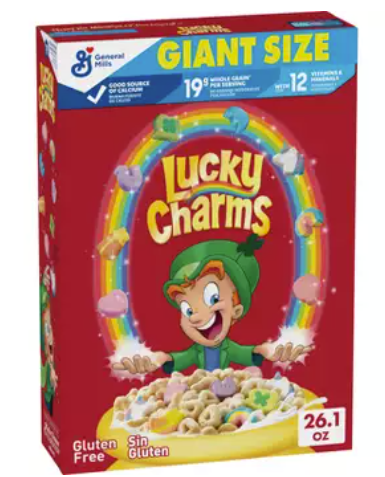 General
Mills
GIANT SIZE
GOOD SOURCE
OF CALCIUM
19g WHOLE GRAIN
PER SERVING
WITH 12 VITAMINS &
MINERALS
Lucky
Charms
Gluten
Free
Sin
Gluten
26.1
OZ